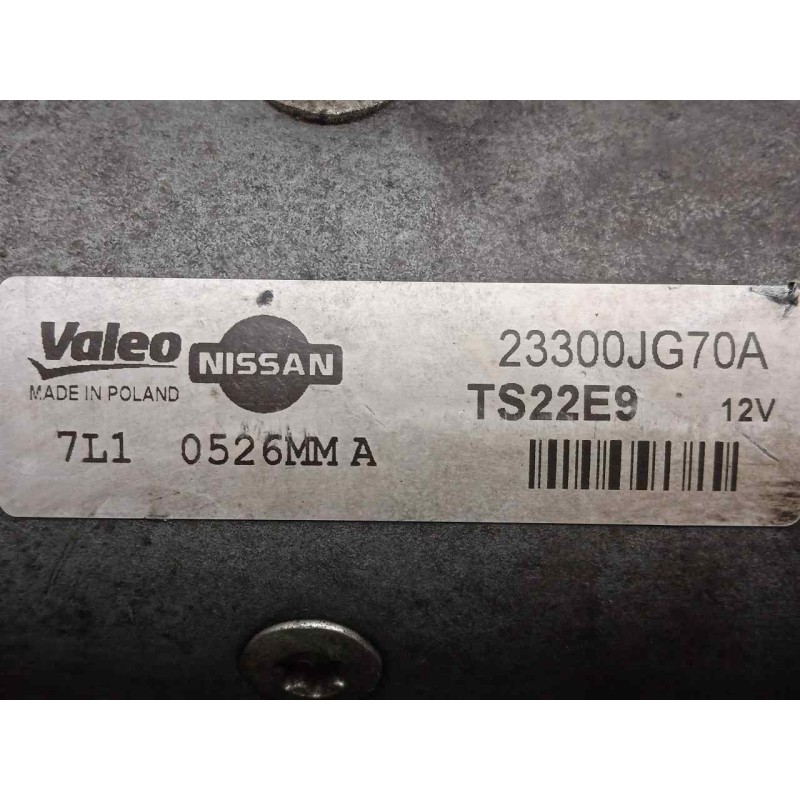 Valeo
NISSAN
MADE IN POLAND
7L1 0526MM A
23300JG70A
TS22E9 12V